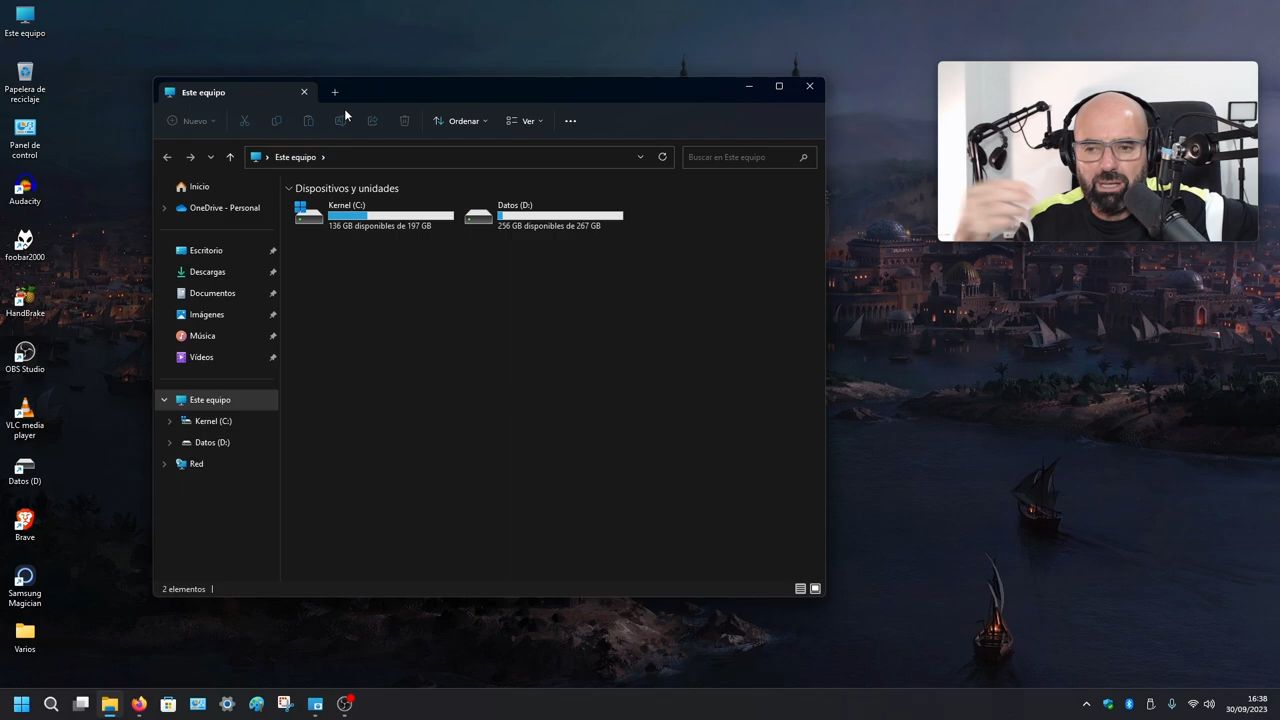 Este equipo
Papelera de
reciclaje
Panel de
control
Audacity
foobar2000
HandBrake
OBS Studio
VLC media
player
Datos (D)
Brave
Samsung
Magician
Varios
Este equipo
Nuevo
Ordenar
Ver
Este equipo
Buscar en Este equipo
Inicio
OneDrive - Personal
Escritorio
Descargas
Documentos
Imágenes
Música
Vídeos
Este equipo
Kernel (C:)
Datos (D:)
Red
Dispositivos y unidades
Kernel (C:)
136 GB disponibles de 197 GB
Datos (D:)
256 GB disponibles de 267 GB
2 elementos
16:38
30/09/2023